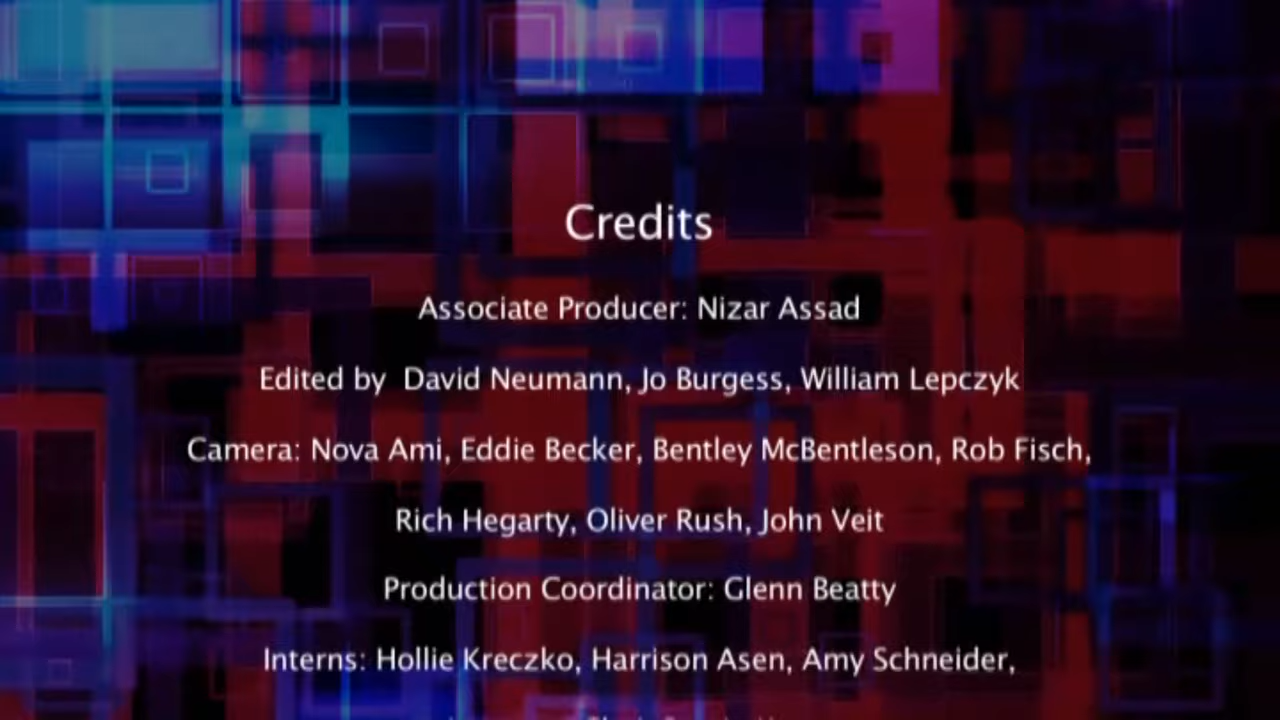 Credits
Associate Producer: Nizar Assad
Edited by  David Neumann, Jo Burgess, William Lepczyk
Camera: Nova Ami, Eddie Becker, Bentley McBentleson, Rob Fisch,
Rich Hegarty, Oliver Rush, John Veit
Production Coordinator: Glenn Beatty
Interns: Hollie Kreczko, Harrison Asen, Amy Schneider,